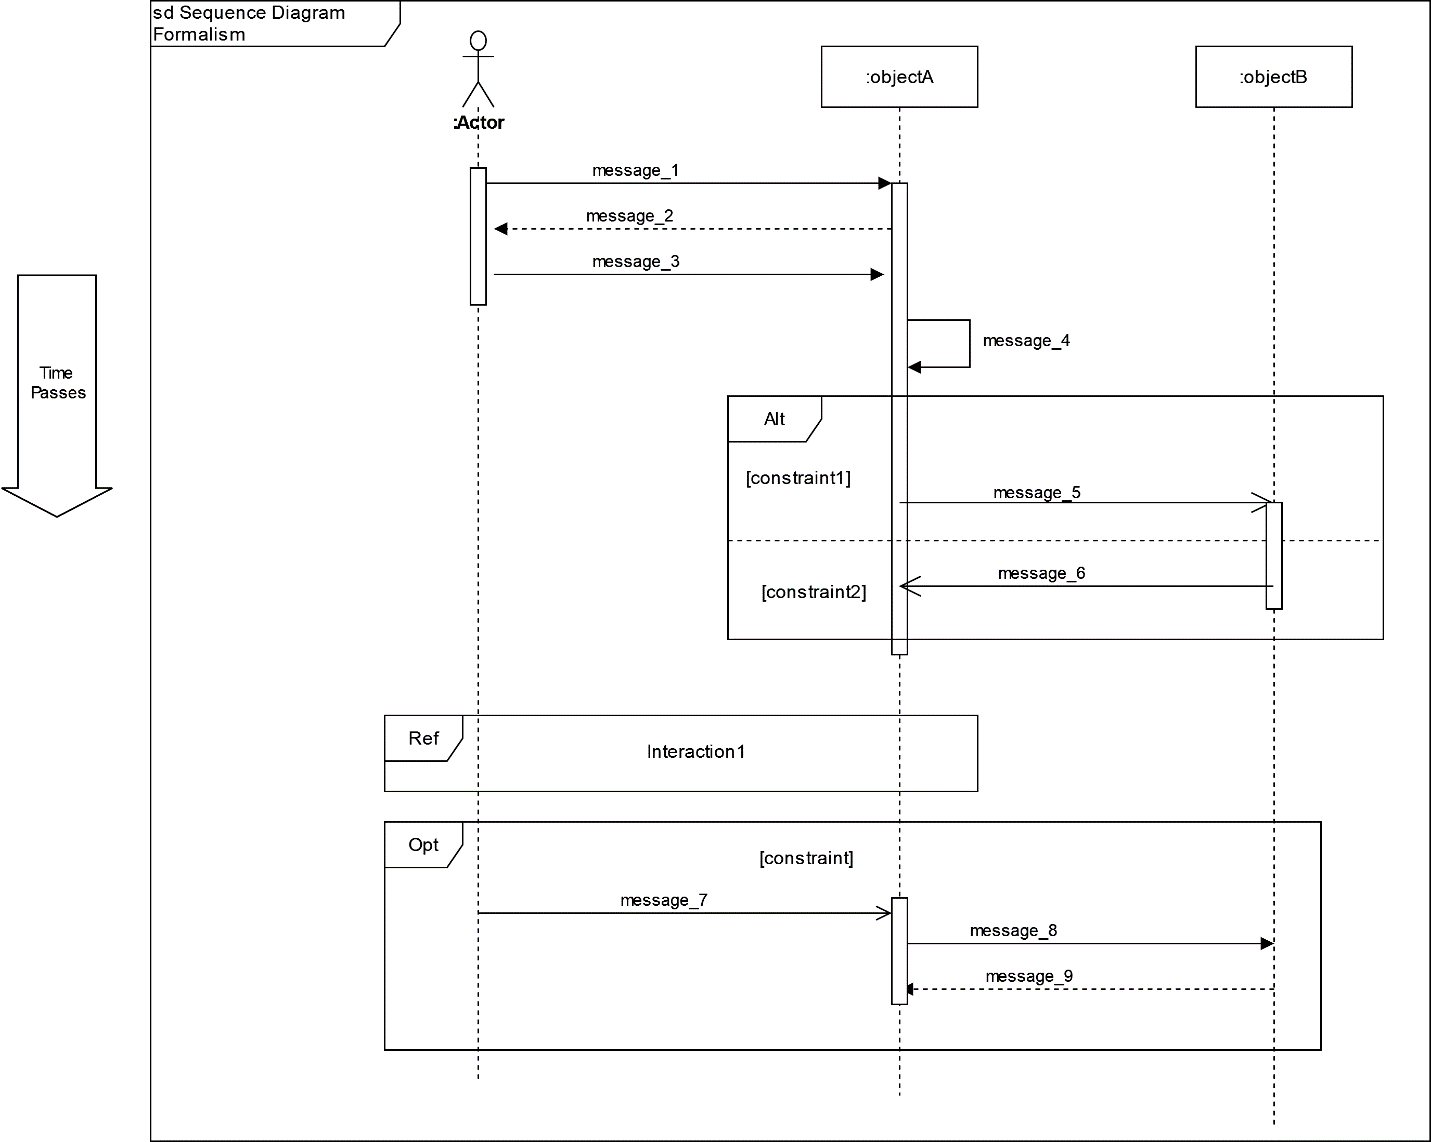 sd Sequence Diagram
Formalism
:Actor
:objectA
:objectB
message_1
message_2
message_3
message_4
Time
Passes
Alt
[constraint1]
message_5
message_6
[constraint2]
Ref
Interaction1
Opt
[constraint]
message_7
message_8
message_9